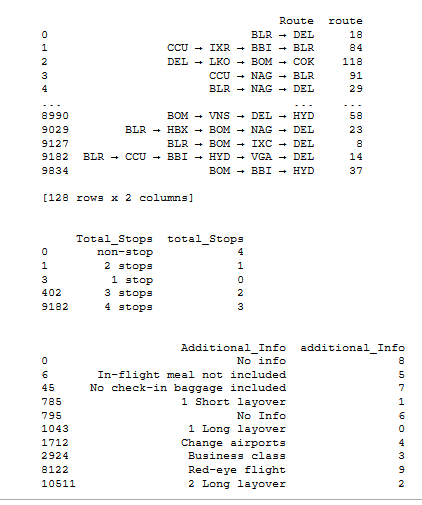 Route route
0 BLR → DEL 18
1 CCU → IXR → BBI → BLR 84
2 DEL → LKO → BOM → COK 118
3 CCU → NAG → BLR 91
4 BLR → NAG → DEL 29
... ... ...
8990 BOM → VNS → DEL → HYD 58
9029 BLR → HBX → BOM → NAG → DEL 23
9127 BLR → BOM → IXC → DEL 8
9182 BLR → CCU → BBI → HYD → VGA → DEL 14
9834 BOM → BBI → HYD 37
[128 rows x 2 columns]
Total_Stops total_Stops
0 non-stop 4
1 2 stops 1
3 1 stop 0
402 3 stops 2
9182 4 stops 3
Additional_Info additional_Info
0 No info 8
6 In-flight meal not included 5
45 No check-in baggage included 7
785 1 Short layover 1
795 No Info 6
1043 1 Long layover 0
1712 Change airports 4
2924 Business class 3
8122 Red-eye flight 9
10511 2 Long layover 2